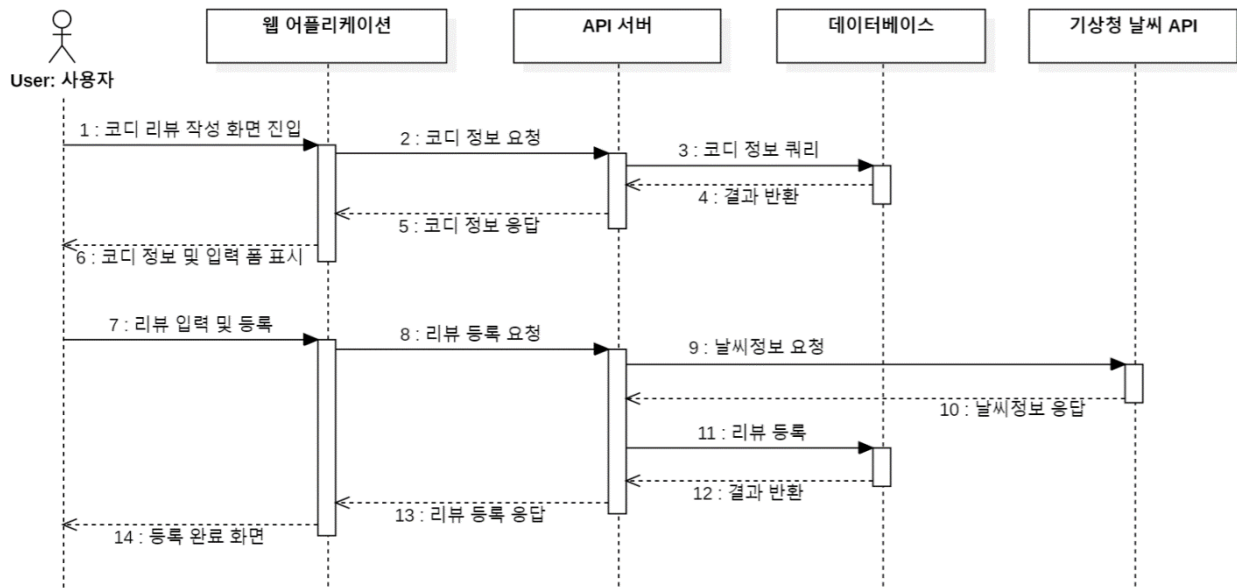 웹 어플리케이션
API 서버
데이터베이스
기상청 날씨 API
User: 사용자
1 : 코디 리뷰 작성 화면 진입
2 : 코디 정보 요청
3 : 코디 정보 쿼리
4 : 결과 반환
5 : 코디 정보 응답
6 : 코디 정보 및 입력 폼 표시
7 : 리뷰 입력 및 등록
8 : 리뷰 등록 요청
9 : 날씨정보 요청
10 : 날씨정보 응답
11 : 리뷰 등록
12 : 결과 반환
13 : 리뷰 등록 응답
14 : 등록 완료 화면